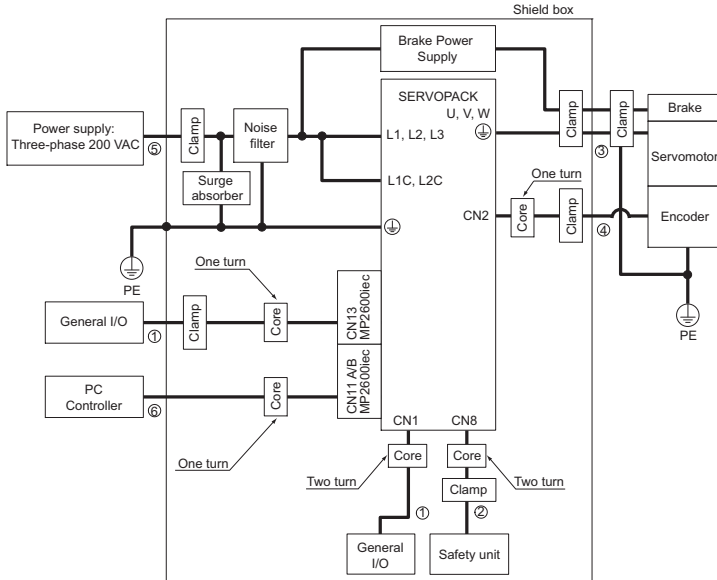 Shield box
Brake Power
Supply
SERVOPACK
U, V, W
Clamp
Clamp
Brake
Power supply:
Three-phase 200 VAC
⑤
Clamp
Noise
filter
L1, L2, L3
③
Servomotor
Surge
absorber
L1C, L2C
One turn
CN2
Core
Clamp
④
Encoder
PE
One turn
PE
General I/O
①
Clamp
Core
CN13
MP2600iec
PC
Controller
⑥
Core
CN11 A/B
MP2600iec
One turn
CN1
CN8
Two turn
Core
Core
Two turn
Clamp
①
②
General
I/O
Safety unit